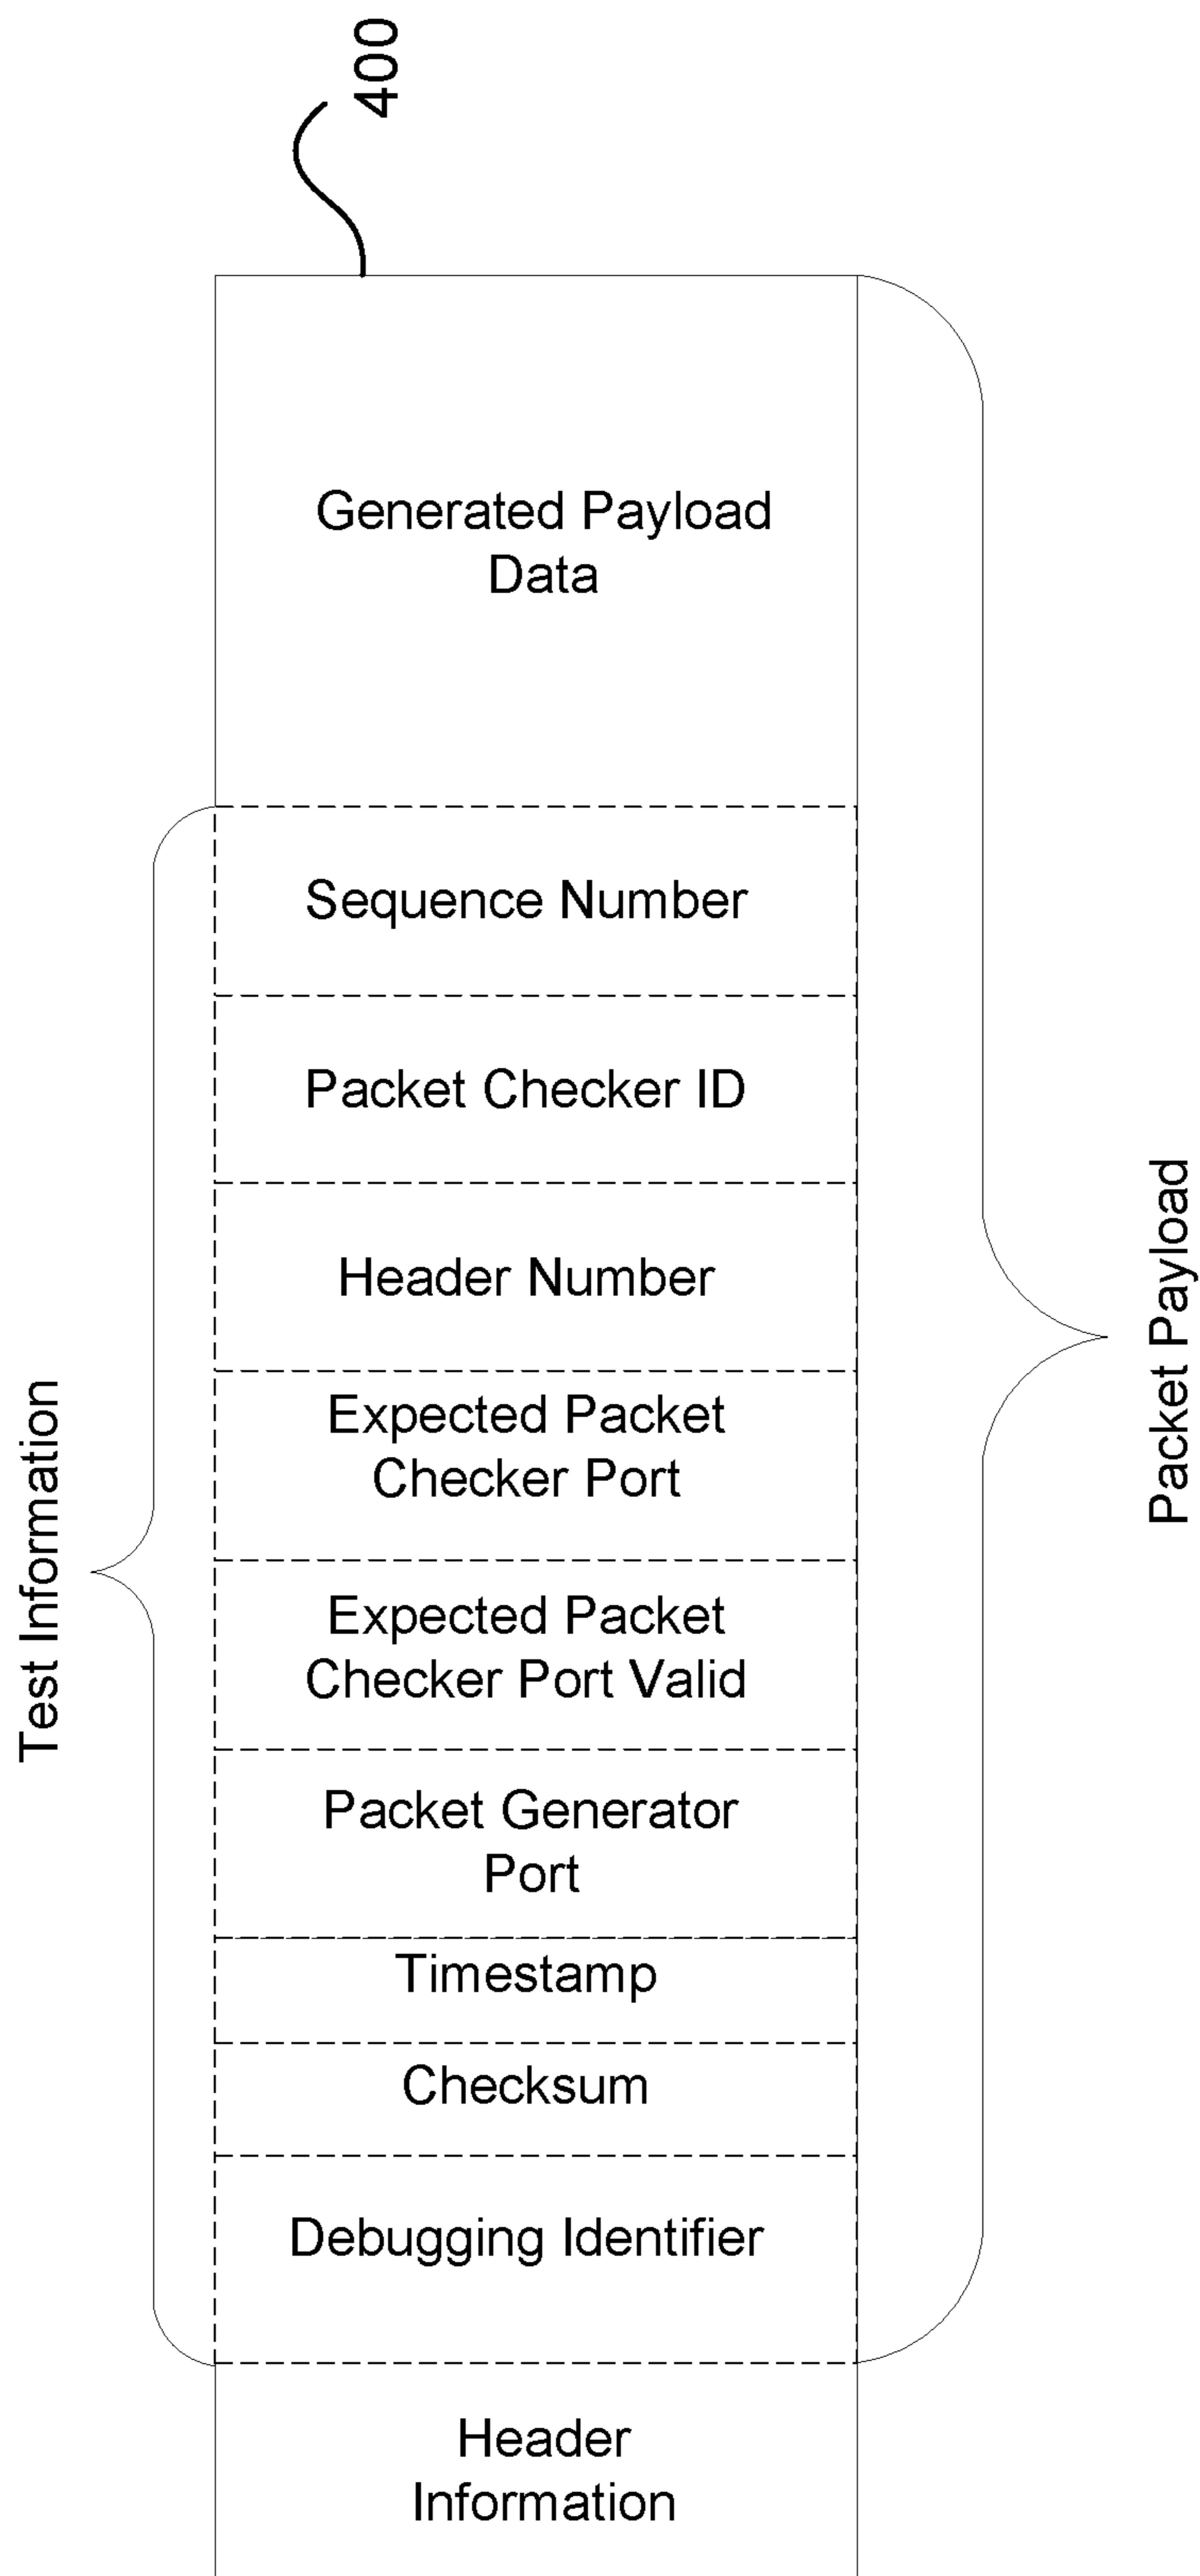 400
Generated Payload
Data
Sequence Number
Packet Checker ID
Header Number
Expected Packet
Checker Port
Expected Packet
Checker Port Valid
Packet Generator
Port
Timestamp
Checksum
Debugging Identifier
Header
Information
Test Information
Packet Payload